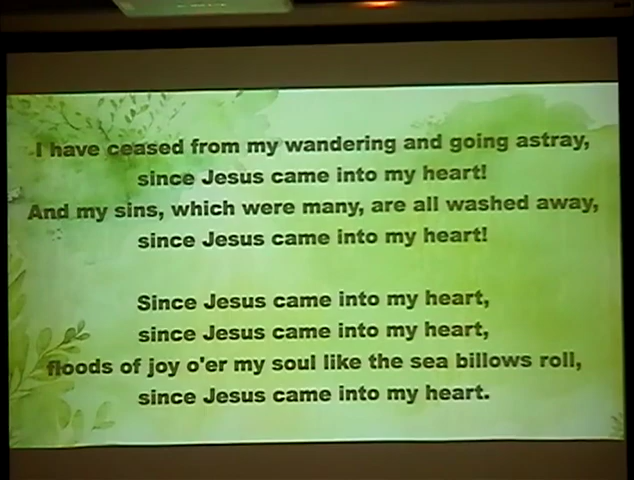 I have ceased from my wandering and going astray,
since Jesus came into my heart!
And my sins, which were many, are all washed away,
since Jesus came into my heart!
Since Jesus came into my heart,
since Jesus came into my heart,
floods of joy o'er my soul like the sea billows roll,
since Jesus came into my heart.